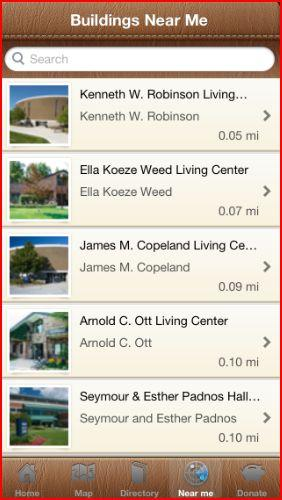 Buildings Near Me
Search
Kenneth W. Robinson Living...
Kenneth W. Robinson
0.05 mi
Ella Koeze Weed Living Center
Ella Koeze Weed
0.07 mi
James M. Copeland Living Ce...
James M. Copeland
0.09 mi
Arnold C. Ott Living Center
Arnold C. Ott
0.10 mi
Seymour & Esther Padnos Hall...
Seymour and Esther Padnos
0.10 mi
Home Map Directory Near me Donate